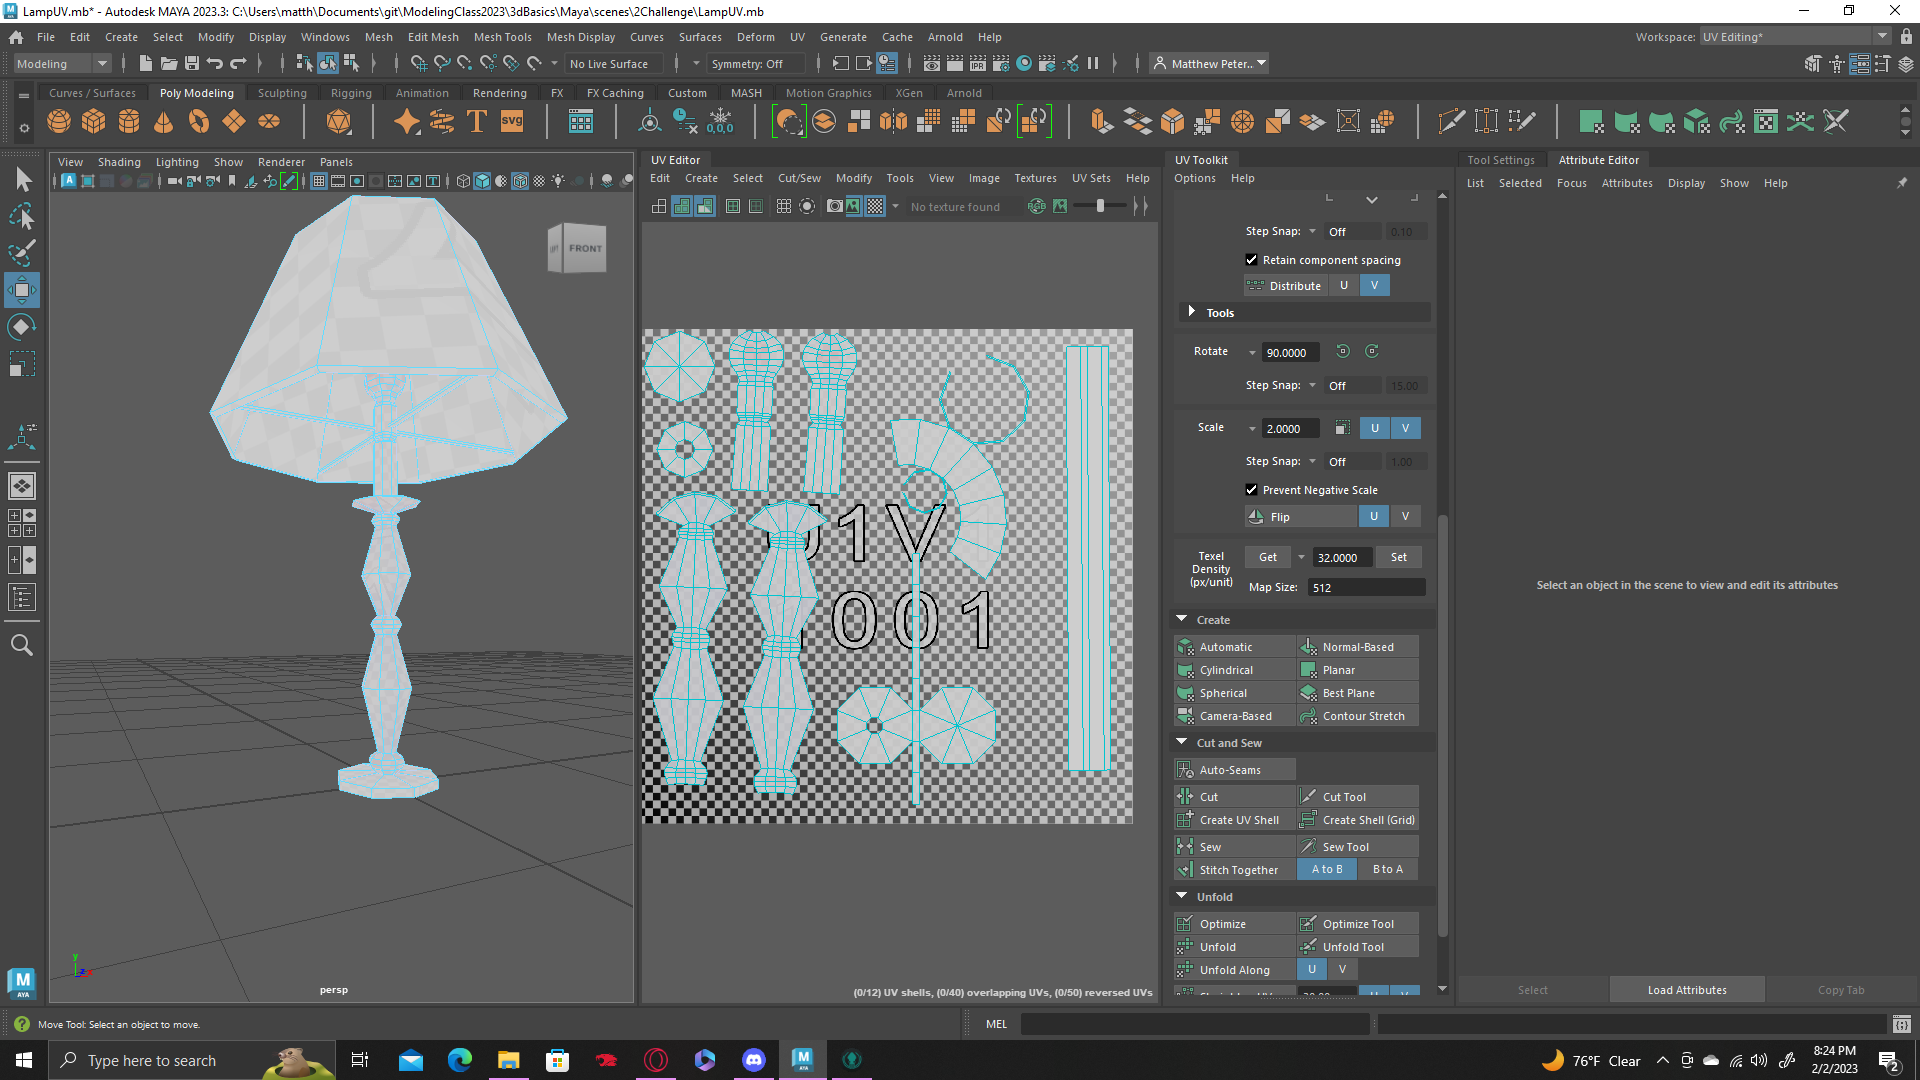 LampUV.mb* - Autodesk MAYA 2023.3: C:\Users\matth\Documents\git\ModelingClass2023\3dBasics\Maya\scenes\2Challenge\LampUV.mb
File Edit Create Select Modify Display Windows Mesh Edit Mesh Mesh Tools Mesh Display Curves Surfaces Deform UV Generate Cache Arnold Help
Workspace: UV Editing*
Modeling
No Live Surface
Symmetry: Off
Matthew Peter..
Curves / Surfaces Poly Modeling Sculpting Rigging Animation Rendering FX FX Caching Custom MASH Motion Graphics XGen Arnold
svg
0,0,0
IPR
View Shading Lighting Show Renderer Panels
FRONT
persp
UV Editor
Edit Create Select Cut/Sew Modify Tools View Image Textures UV Sets Help
No texture found
RGB
(0/12) UV shells, (0/40) overlapping UVs, (0/50) reversed UVs
UV Toolkit
Options Help
Step Snap: Off 0.10
Retain component spacing
Distribute U V
Tools
Rotate 90.0000
Step Snap: Off 15.00
Scale 2.0000 U V
Step Snap: Off 1.00
Prevent Negative Scale
Flip U V
Texel Density (px/unit) Get 32.0000 Set
Map Size: 512
Create
Automatic Normal-Based
Cylindrical Planar
Spherical Best Plane
Camera-Based Contour Stretch
Cut and Sew
Auto-Seams
Cut Cut Tool
Create UV Shell Create Shell (Grid)
Sew Sew Tool
Stitch Together A to B B to A
Unfold
Optimize Optimize Tool
Unfold Unfold Tool
Unfold Along U V
Tool Settings Attribute Editor
List Selected Focus Attributes Display Show Help
Select an object in the scene to view and edit its attributes
Select Load Attributes Copy Tab
Move Tool: Select an object to move.
MEL
Type here to search
76°F Clear
8:24 PM
2/2/2023
2